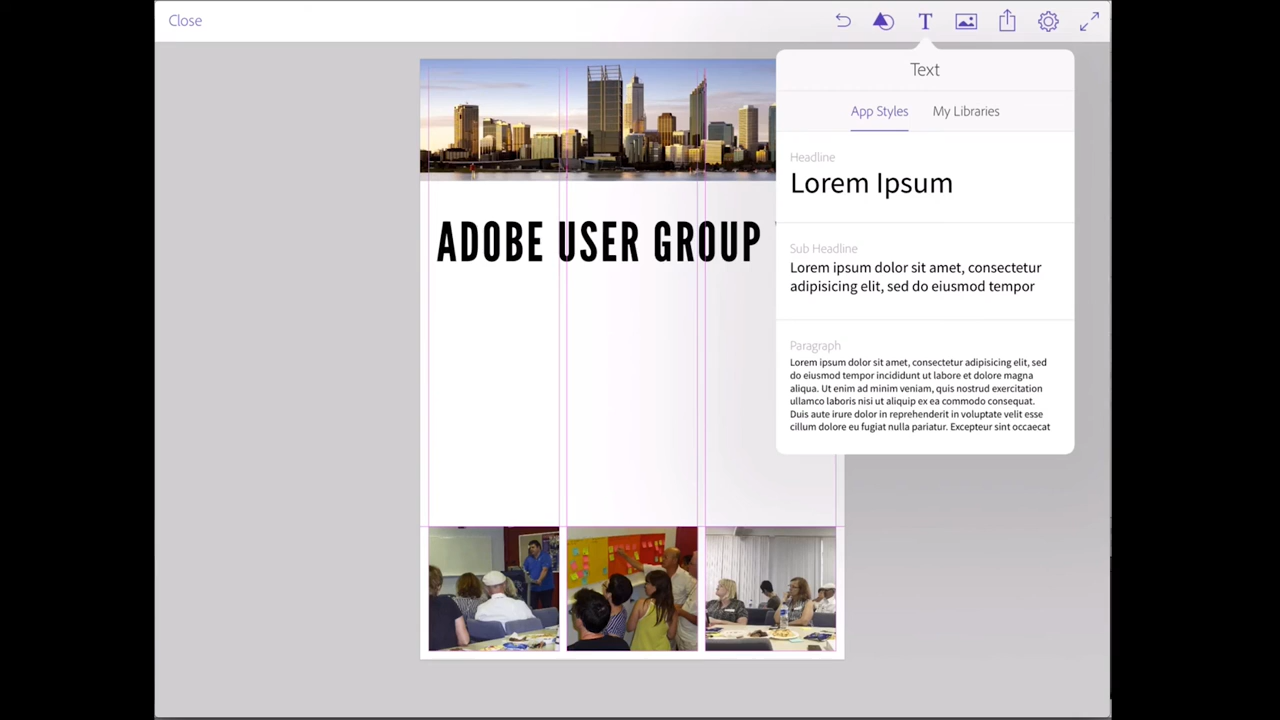 Close
T
Text
App Styles
My Libraries
Headline
Lorem Ipsum
ADOBE USER GROUP
Sub Headline
Lorem ipsum dolor sit amet, consectetur
adipisicing elit, sed do eiusmod tempor
Paragraph
Lorem ipsum dolor sit amet, consectetur adipisicing elit, sed
do eiusmod tempor incididunt ut labore et dolore magna
aliqua. Ut enim ad minim veniam, quis nostrud exercitation
ullamco laboris nisi ut aliquip ex ea commodo consequat.
Duis aute irure dolor in reprehenderit in voluptate velit esse
cillum dolore eu fugiat nulla pariatur. Excepteur sint occaecat